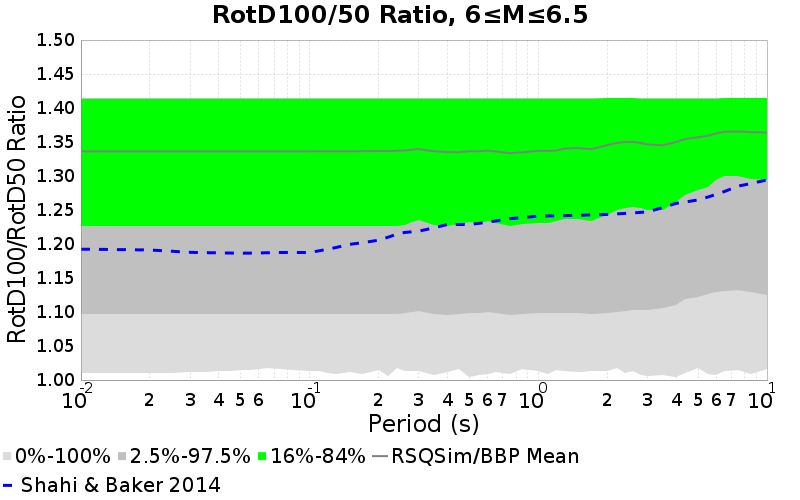 RotD100/50 Ratio, 6≤M≤6.5
RotD100/RotD50 Ratio
1.50
1.45
1.40
1.35
1.30
1.25
1.20
1.15
1.10
1.05
1.00
10-2 2 3 4 5 6 10-1 2 3 4 5 6 7 100 2 3 4 5 6 7 101
Period (s)
0%-100% 2.5%-97.5% 16%-84% RSQSim/BBP Mean
Shahi & Baker 2014